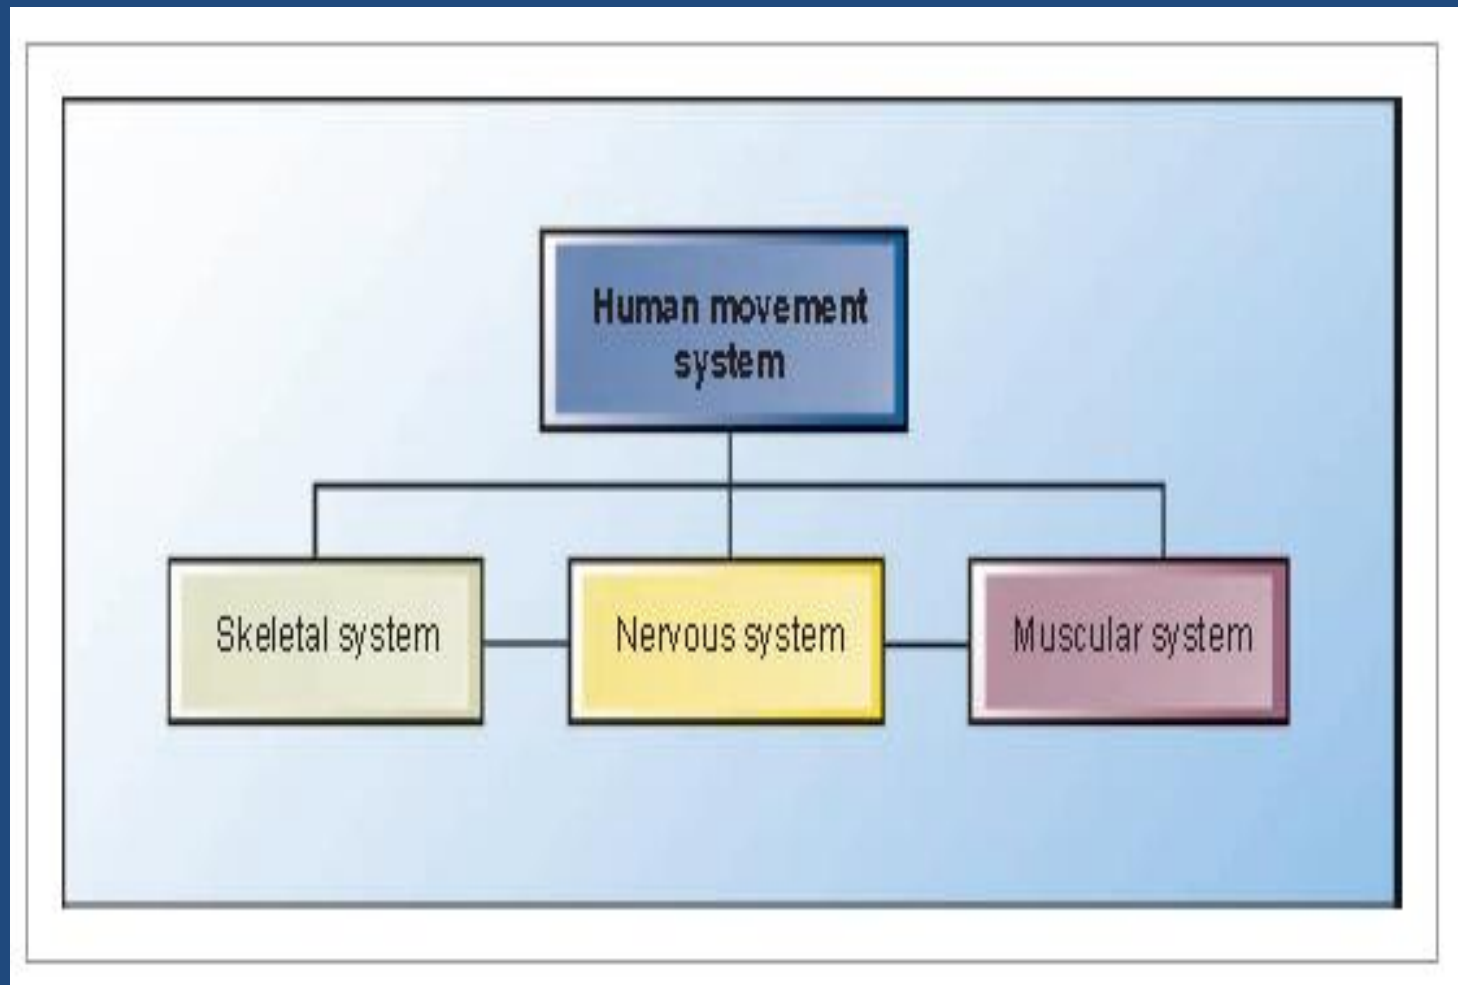 Human movement
system
Skeletal system
Nervous system
Muscular system